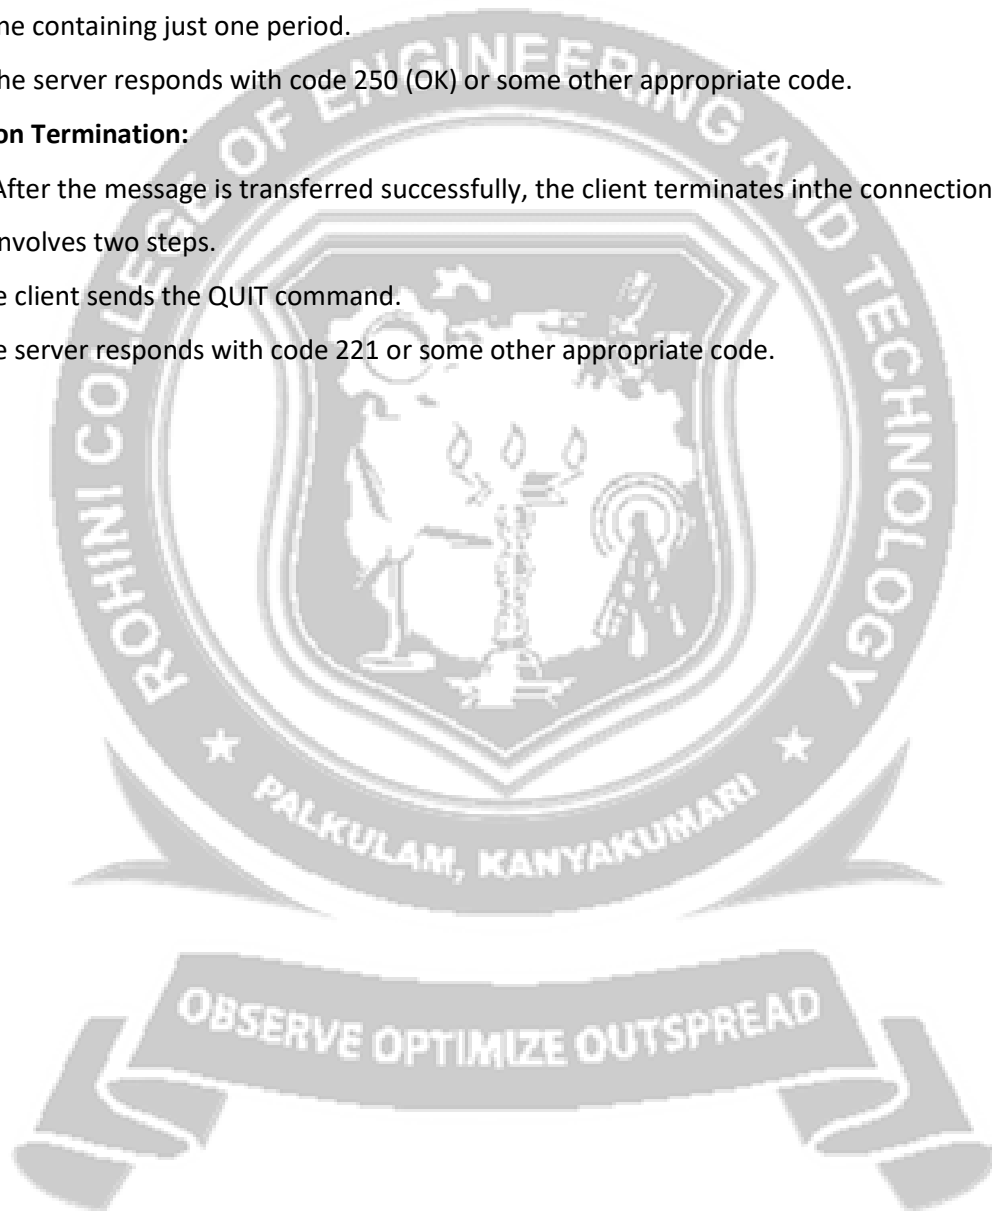 ne containing just one period.
he server responds with code 250 (OK) or some other appropriate code.
on Termination:
After the message is transferred successfully, the client terminates inthe connection
nvolves two steps.
e client sends the QUIT command.
e server responds with code 221 or some other appropriate code.
ROHINI COLLEGE OF ENGINEERING AND TECHNOLOGY
PALKULAM, KANYAKUMARI
OBSERVE OPTIMIZE OUTSPREAD